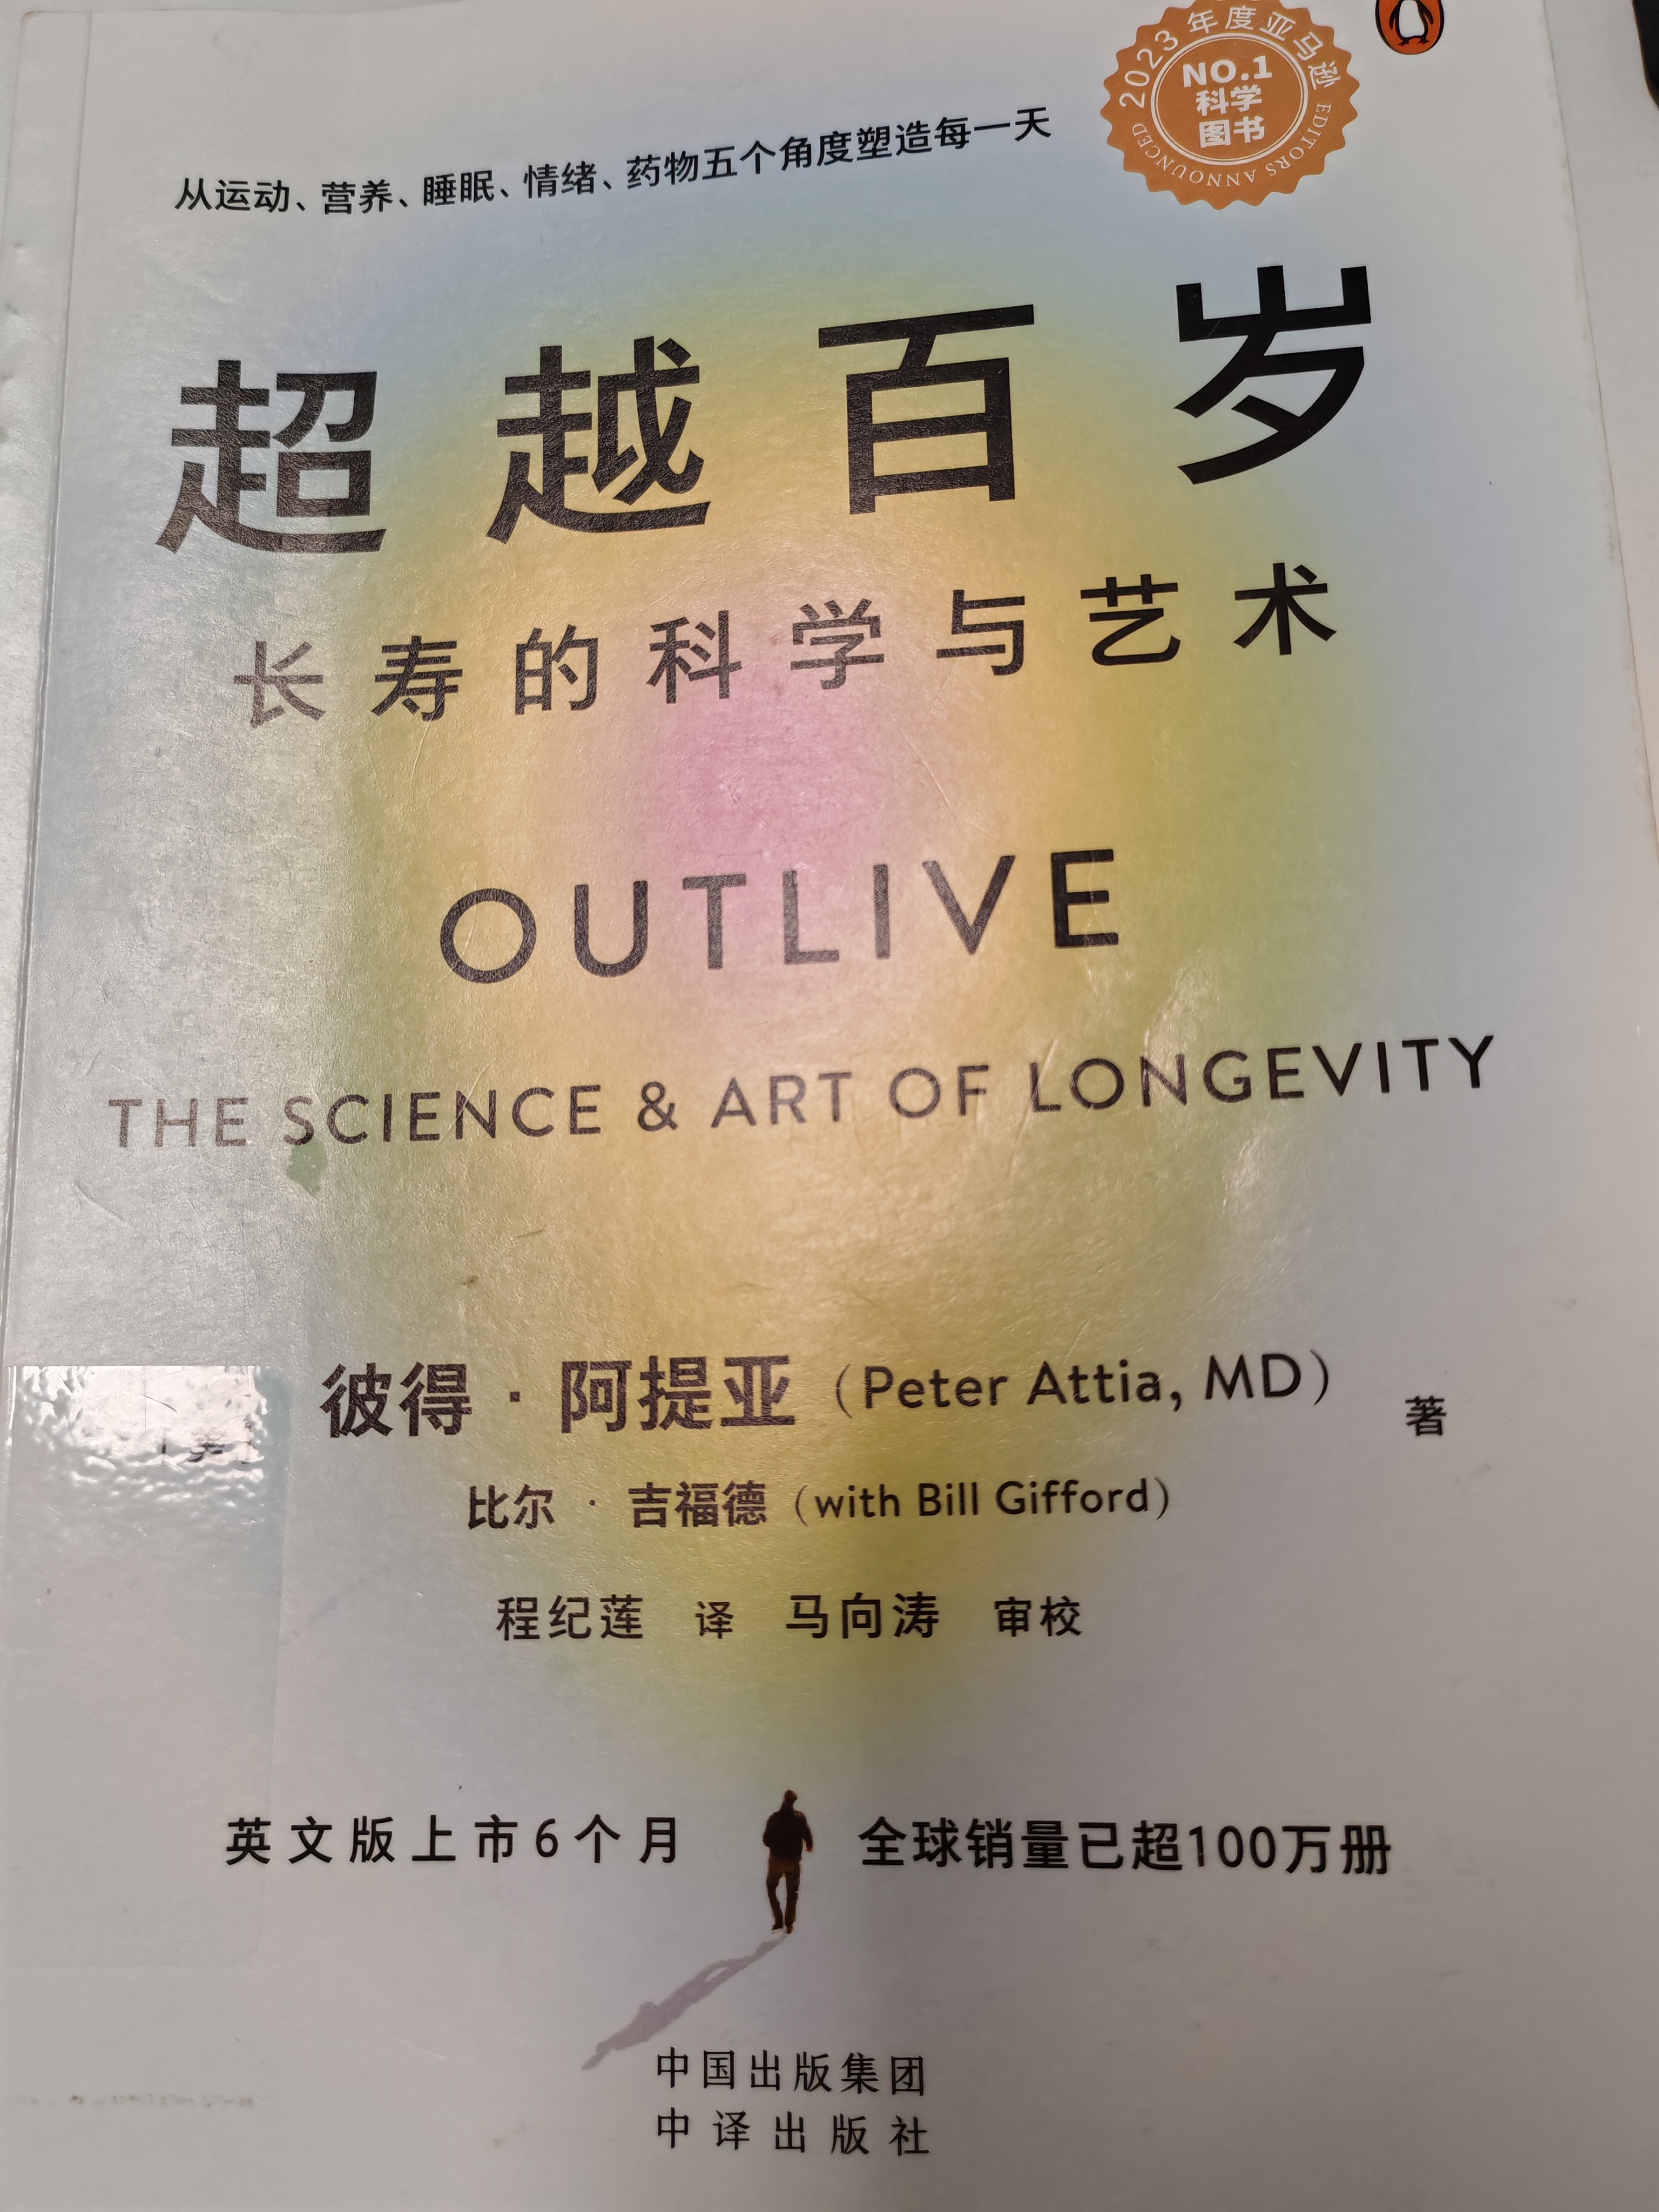 2023年度亚马逊
NO.1
科学
图书
EDITORS ANNOUNCED
从运动、营养、睡眠、情绪、药物五个角度塑造每一天
超越百岁
长寿的科学与艺术
OUTLIVE
THE SCIENCE & ART OF LONGEVITY
彼得·阿提亚（Peter Attia, MD） 著
比尔·吉福德（with Bill Gifford）
程纪莲 译 马向涛 审校
英文版上市6个月 全球销量已超100万册
中国出版集团
中译出版社